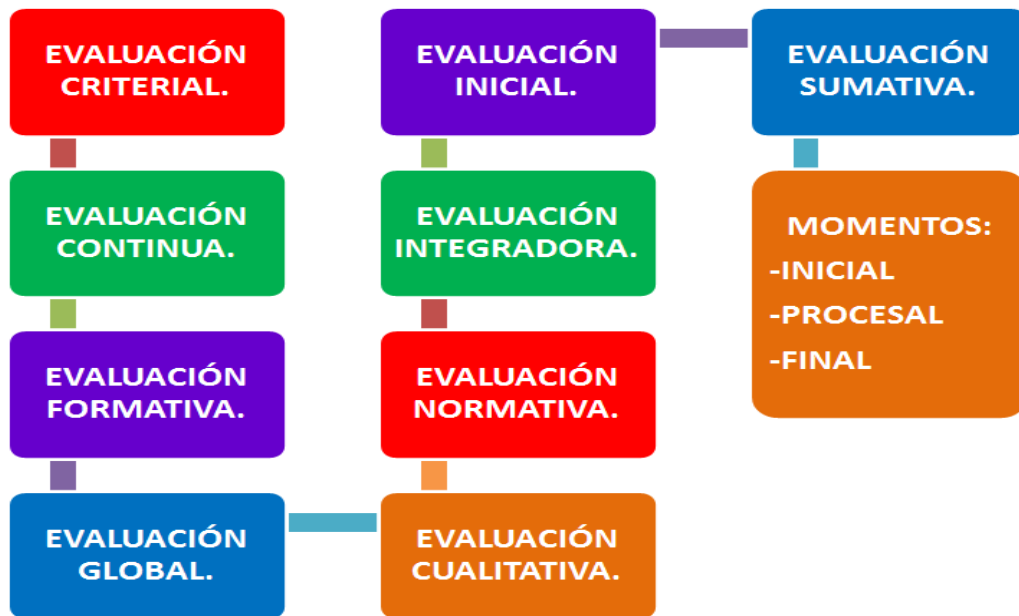 EVALUACIÓN
CRITERIAL.
EVALUACIÓN
CONTINUA.
EVALUACIÓN
FORMATIVA.
EVALUACIÓN
GLOBAL.
EVALUACIÓN
CUALITATIVA.
EVALUACIÓN
NORMATIVA.
EVALUACIÓN
INTEGRADORA.
EVALUACIÓN
INICIAL.
EVALUACIÓN
SUMATIVA.
MOMENTOS:
-INICIAL
-PROCESAL
-FINAL